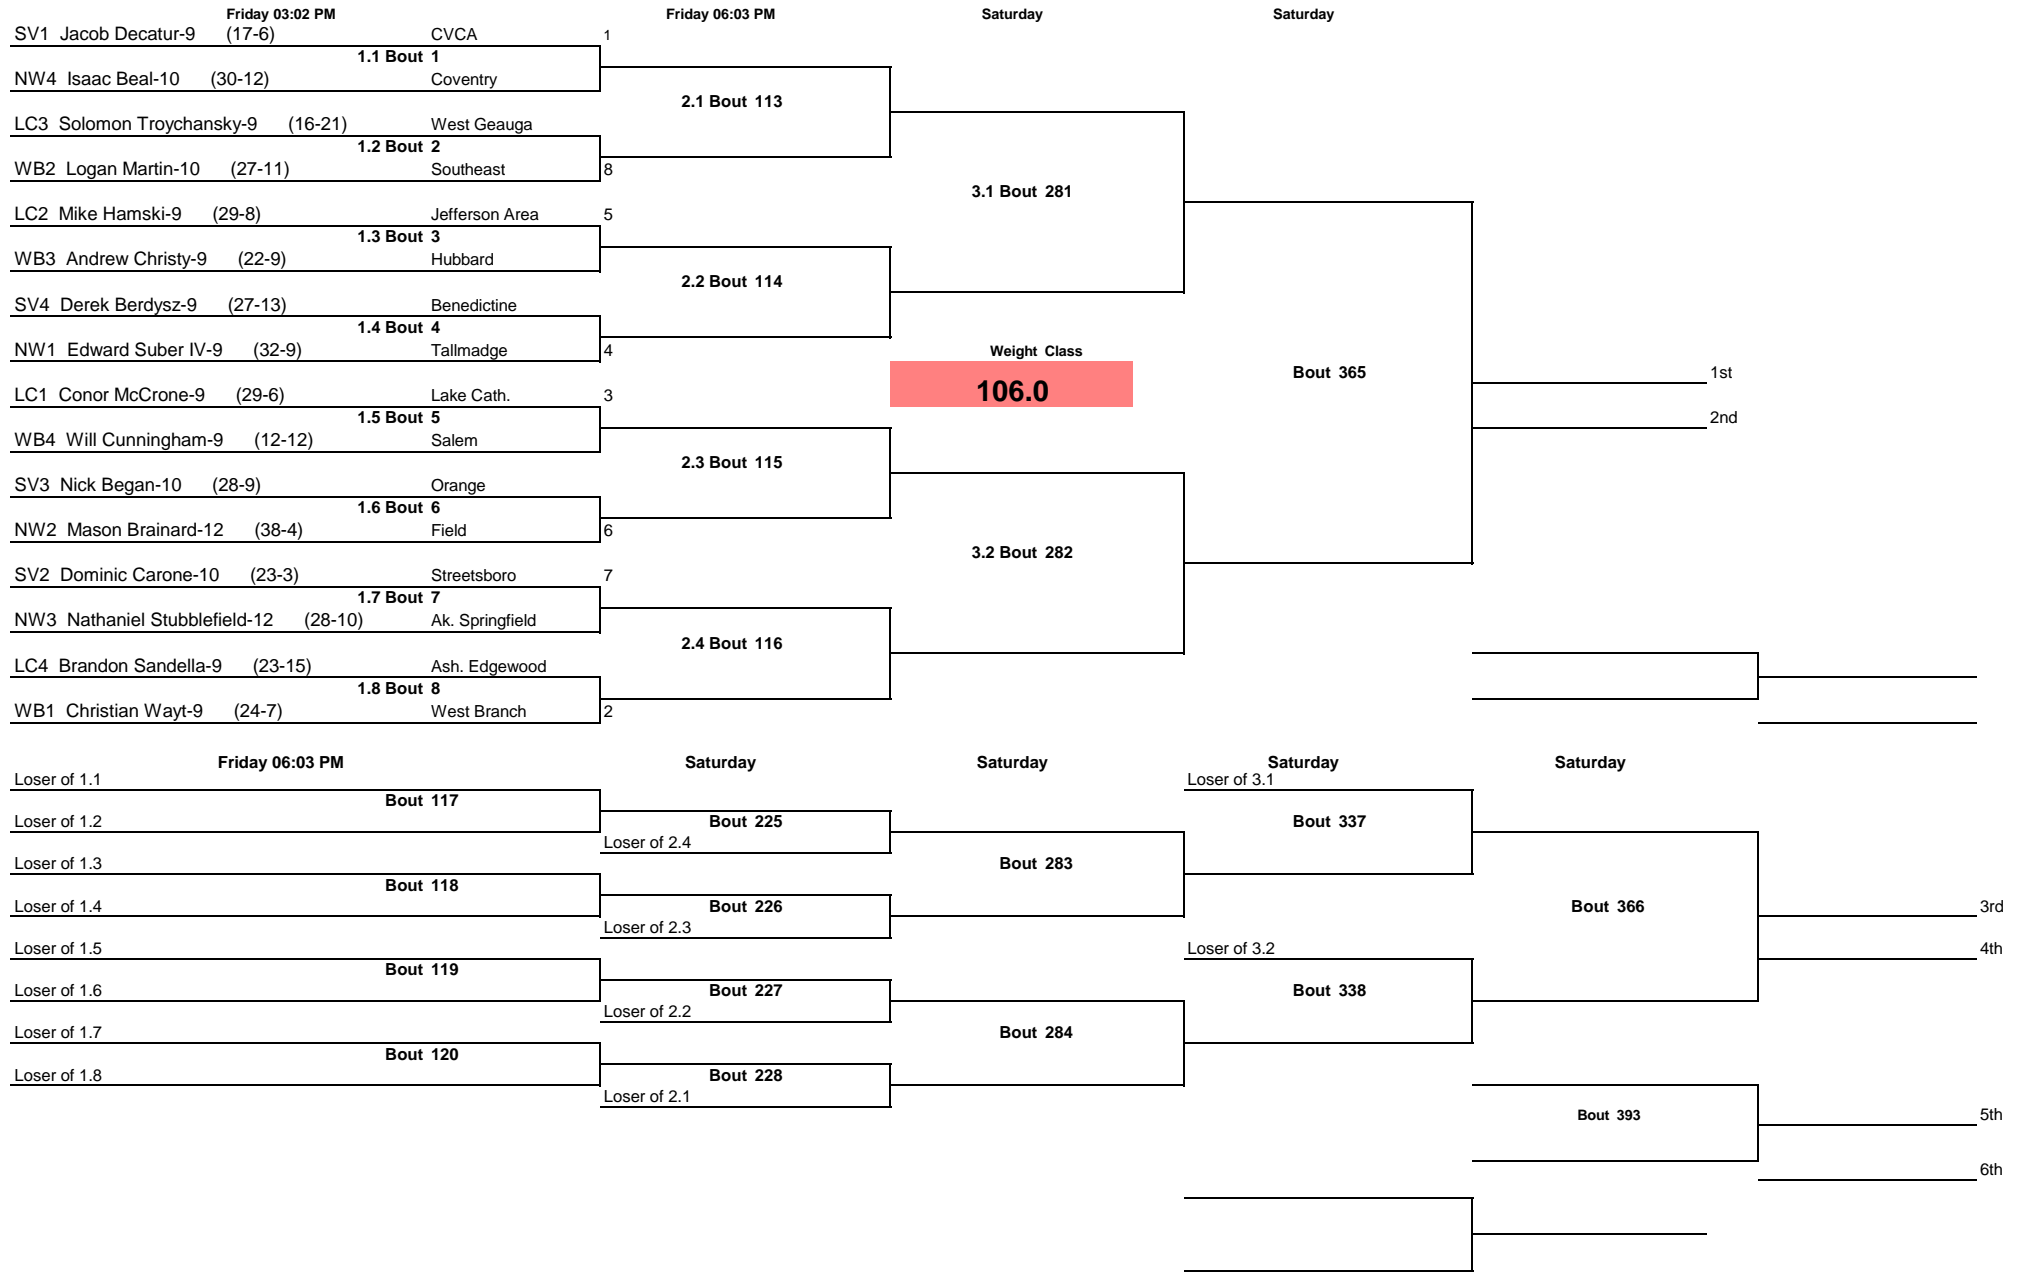 Friday 03:02 PM Friday 06:03 PM Saturday Saturday
SV1 Jacob Decatur-9 (17-6) CVCA 1
1.1 Bout 1
NW4 Isaac Beal-10 (30-12) Coventry
2.1 Bout 113
LC3 Solomon Troychansky-9 (16-21) West Geauga
1.2 Bout 2
WB2 Logan Martin-10 (27-11) Southeast 8
3.1 Bout 281
LC2 Mike Hamski-9 (29-8) Jefferson Area 5
1.3 Bout 3
WB3 Andrew Christy-9 (22-9) Hubbard
2.2 Bout 114
SV4 Derek Berdysz-9 (27-13) Benedictine
1.4 Bout 4
NW1 Edward Suber IV-9 (32-9) Tallmadge 4 Weight Class
Bout 365 1st
LC1 Conor McCrone-9 (29-6) Lake Cath. 3 106.0
1.5 Bout 5 2nd
WB4 Will Cunningham-9 (12-12) Salem
2.3 Bout 115
SV3 Nick Began-10 (28-9) Orange
1.6 Bout 6
NW2 Mason Brainard-12 (38-4) Field 6
3.2 Bout 282
SV2 Dominic Carone-10 (23-3) Streetsboro 7
1.7 Bout 7
NW3 Nathaniel Stubblefield-12 (28-10) Ak. Springfield
2.4 Bout 116
LC4 Brandon Sandella-9 (23-15) Ash. Edgewood
1.8 Bout 8
WB1 Christian Wayt-9 (24-7) West Branch 2
Friday 06:03 PM Saturday Saturday Saturday Saturday
Loser of 1.1 Loser of 3.1
Bout 117
Loser of 1.2 Bout 225 Bout 337
Loser of 2.4
Loser of 1.3 Bout 283
Bout 118
Loser of 1.4 Bout 226 Bout 366 3rd
Loser of 2.3
Loser of 1.5 Loser of 3.2 4th
Bout 119
Loser of 1.6 Bout 227 Bout 338
Loser of 2.2
Loser of 1.7 Bout 284
Bout 120
Loser of 1.8 Bout 228
Loser of 2.1
Bout 393 5th
6th